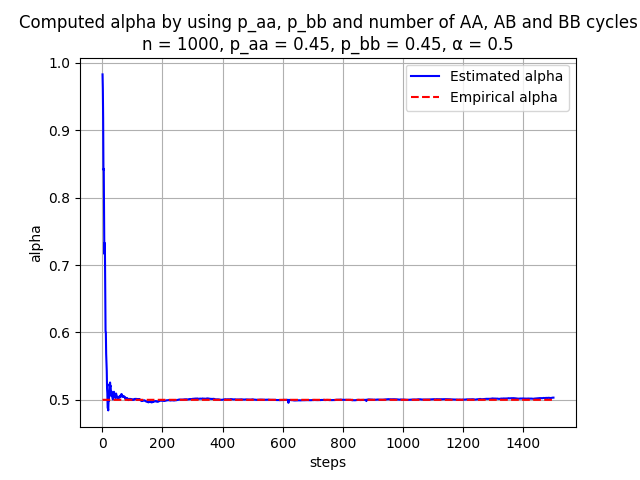 Computed alpha by using p_aa, p_bb and number of AA, AB and BB cycles
n = 1000, p_aa = 0.45, p_bb = 0.45, α = 0.5
Estimated alpha
Empirical alpha
1.0
0.9
0.8
0.7
0.6
0.5
alpha
0 200 400 600 800 1000 1200 1400
steps